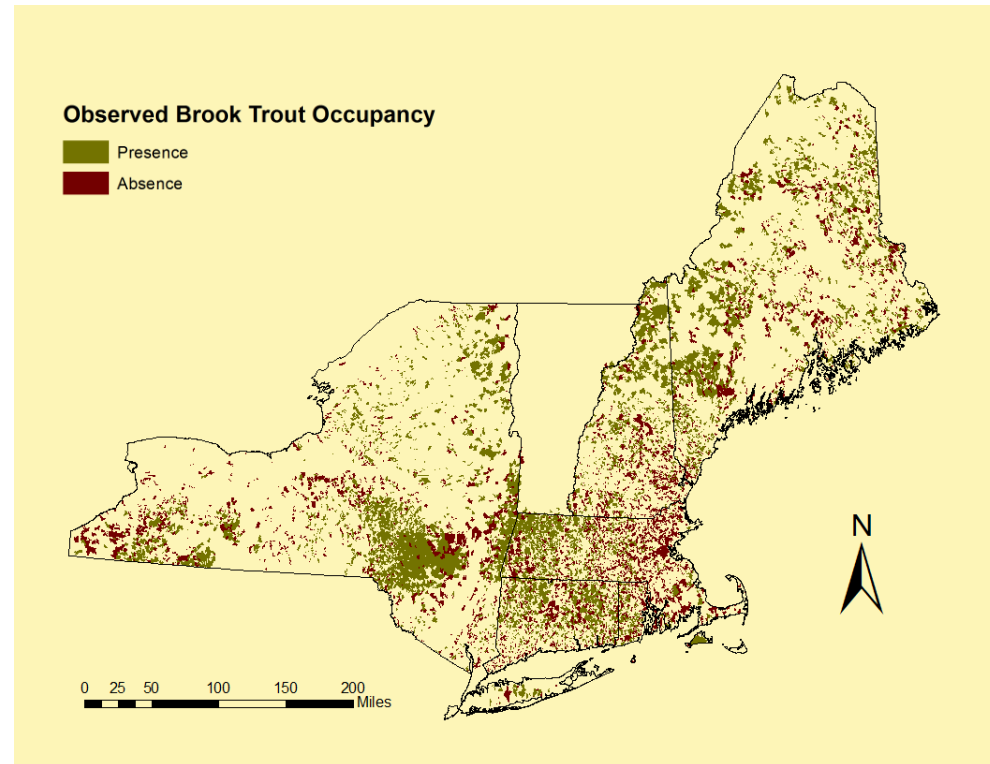 Observed Brook Trout Occupancy
Presence
Absence
N
0 25 50 100 150 200
Miles